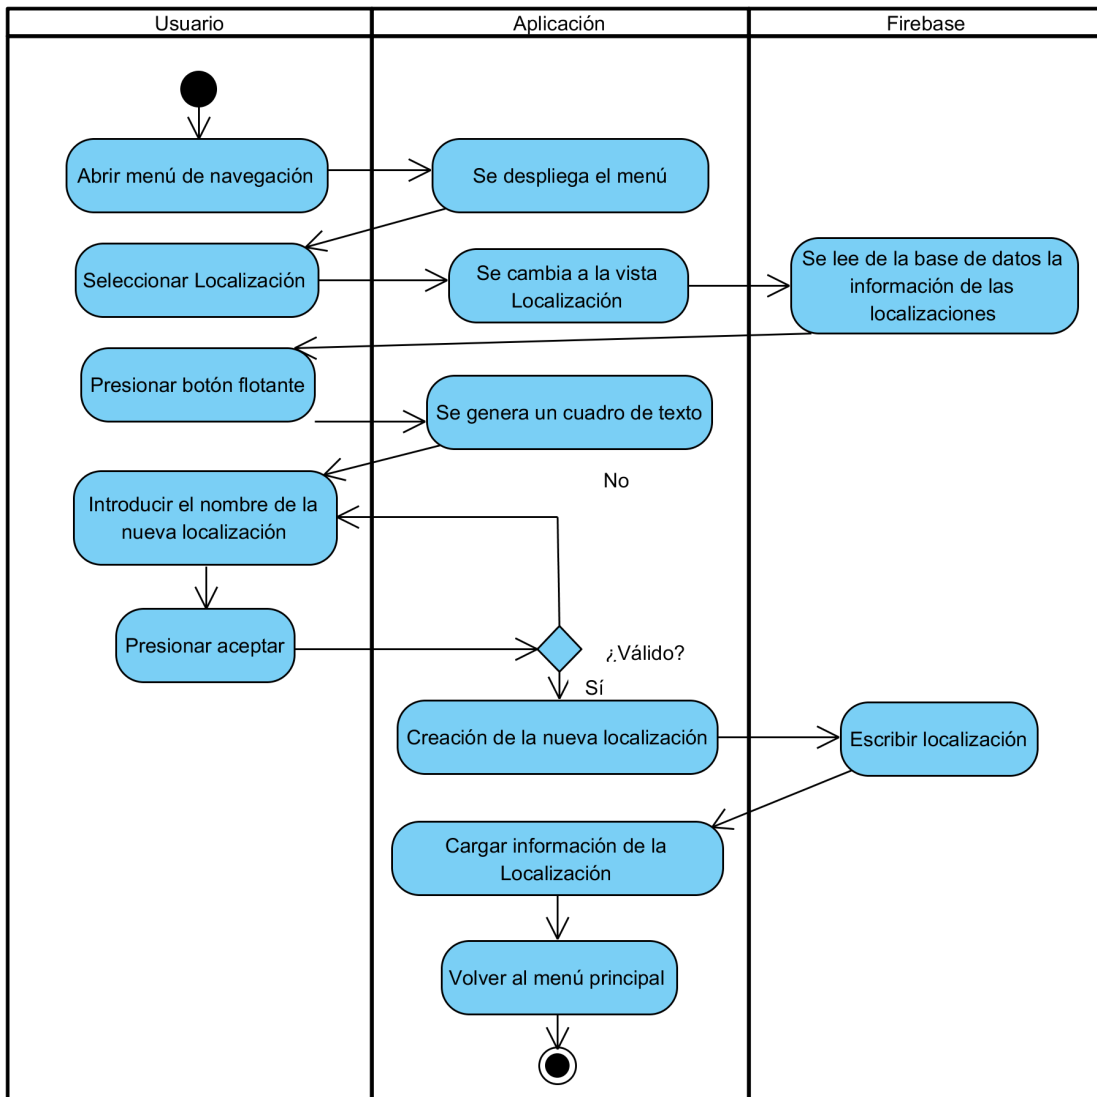 Usuario
Aplicación
Firebase
Abrir menú de navegación
Se despliega el menú
Seleccionar Localización
Se cambia a la vista
Localización
Se lee de la base de datos la
información de las
localizaciones
Presionar botón flotante
Se genera un cuadro de texto
No
Introducir el nombre de la
nueva localización
Presionar aceptar
¿Válido?
Sí
Creación de la nueva localización
Escribir localización
Cargar información de la
Localización
Volver al menú principal